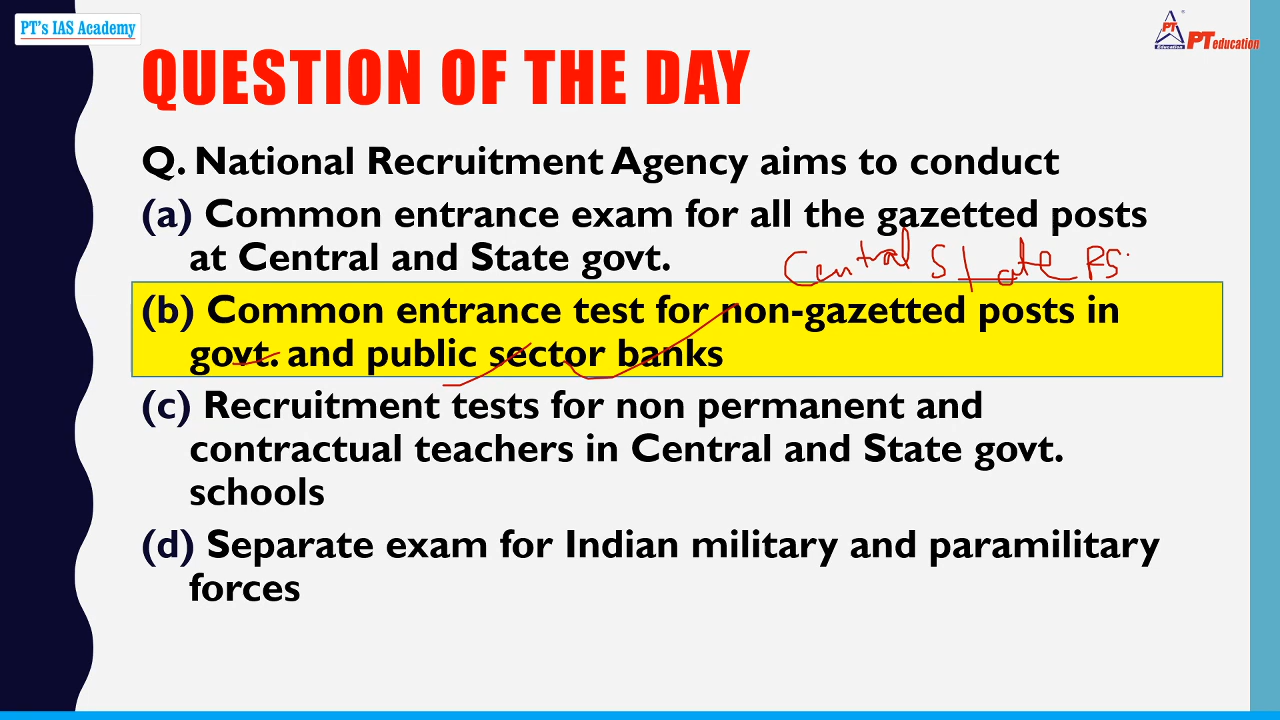 PT's IAS Academy
PT
Education
PT education
QUESTION OF THE DAY
Q. National Recruitment Agency aims to conduct
(a) Common entrance exam for all the gazetted posts
at Central and State govt.
Central State PS.
(b) Common entrance test for non-gazetted posts in
govt. and public sector banks
(c) Recruitment tests for non permanent and
contractual teachers in Central and State govt.
schools
(d) Separate exam for Indian military and paramilitary
forces